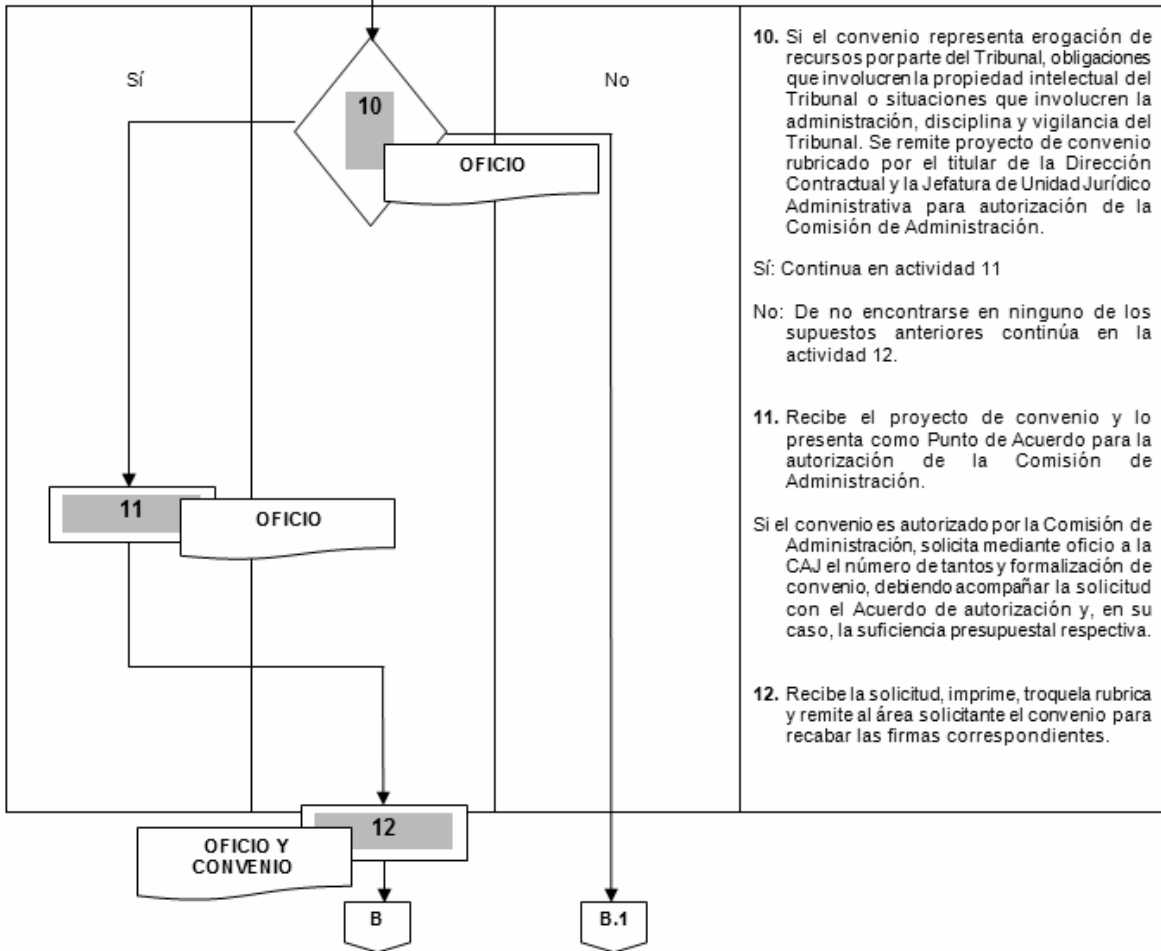 Sí
No
10
OFICIO
11
OFICIO
12
OFICIO Y
CONVENIO
B
B.1
10. Si el convenio representa erogación de
recursos por parte del Tribunal, obligaciones
que involucren la propiedad intelectual del
Tribunal o situaciones que involucren la
administración, disciplina y vigilancia del
Tribunal. Se remite proyecto de convenio
rubricado por el titular de la Dirección
Contractual y la Jefatura de Unidad Jurídico
Administrativa para autorización de la
Comisión de Administración.
Sí: Continua en actividad 11
No: De no encontrarse en ninguno de los
supuestos anteriores continúa en la
actividad 12.
11. Recibe el proyecto de convenio y lo
presenta como Punto de Acuerdo para la
autorización de la Comisión de
Administración.
Si el convenio es autorizado por la Comisión de
Administración, solicita mediante oficio a la
CAJ el número de tantos y formalización de
convenio, debiendo acompañar la solicitud
con el Acuerdo de autorización y, en su
caso, la suficiencia presupuestal respectiva.
12. Recibe la solicitud, imprime, troquela rubrica
y remite al área solicitante el convenio para
recabar las firmas correspondientes.